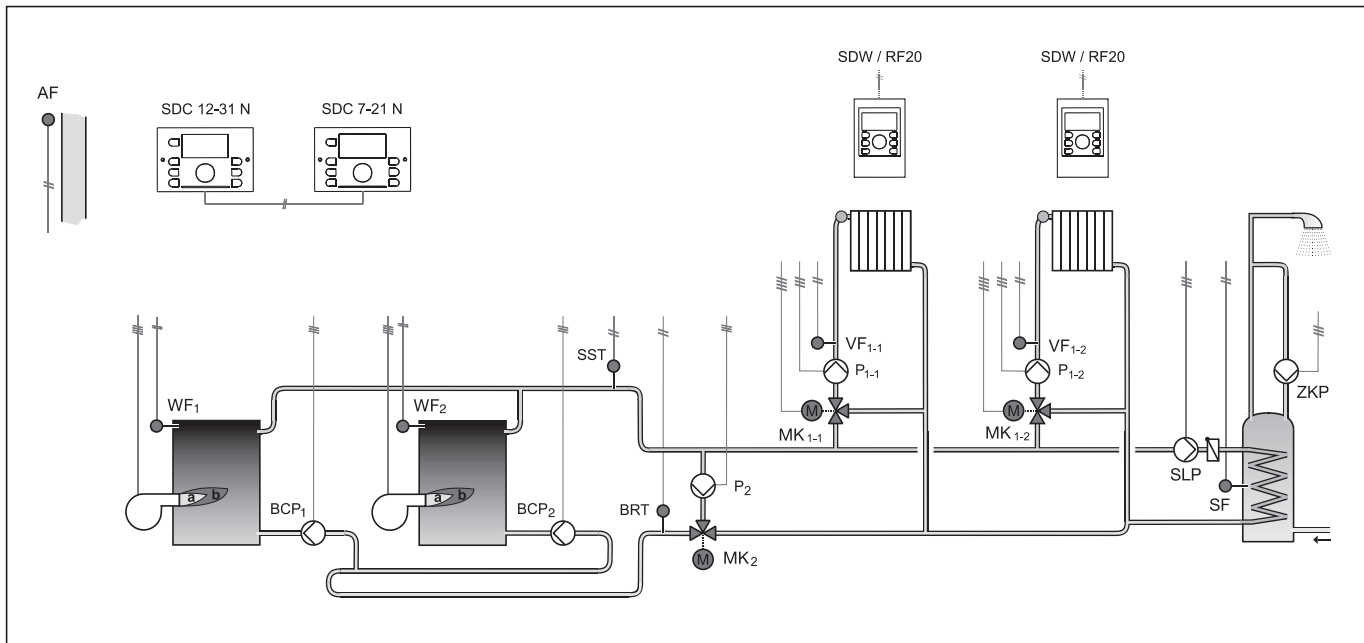 SDW / RF20
SDW / RF20
AF
SDC 12-31 N
SDC 7-21 N
VF1-1
VF1-2
SST
P1-1
P1-2
ZKP
WF1
WF2
M
M
MK1-1
MK1-2
SLP
a
b
a
b
P2
SF
BCP1
BCP2
BRT
M
MK2